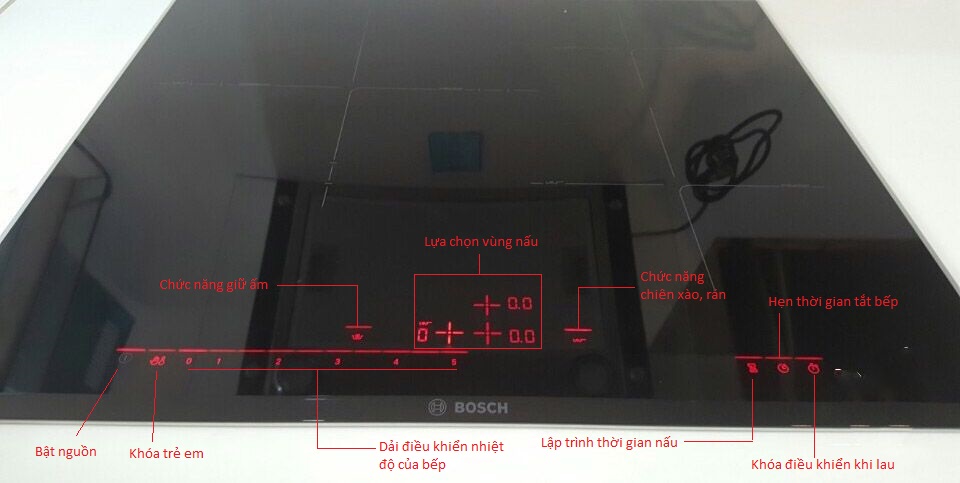 Lựa chọn vùng nấu
Chức năng giữ ấm
Chức năng
chiên xào, rán
Hẹn thời gian tắt bếp
0.0
0
0.0
0 1 2 3 4 5
BOSCH
Bật nguồn
Khóa trẻ em
Dải điều khiển nhiệt
độ của bếp
Lập trình thời gian nấu
Khóa điều khiển khi lau